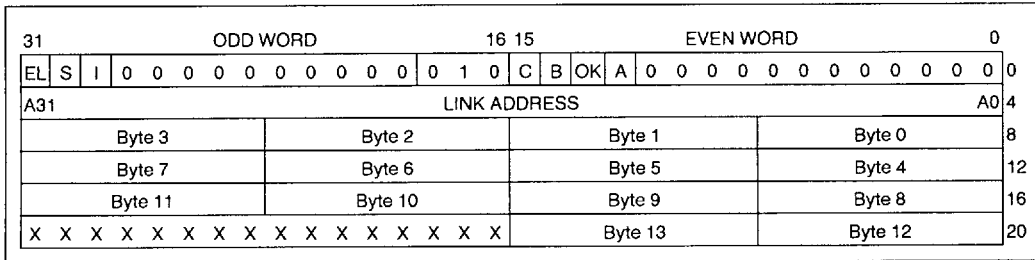 31 ODD WORD 16 15 EVEN WORD 0
EL S I 0 0 0 0 0 0 0 0 0 0 0 1 0 C B OK A 0 0 0 0 0 0 0 0 0 0 0 0 0
A31 LINK ADDRESS A0 4
Byte 3 Byte 2 Byte 1 Byte 0 8
Byte 7 Byte 6 Byte 5 Byte 4 12
Byte 11 Byte 10 Byte 9 Byte 8 16
X X X X X X X X X X X X X X X X Byte 13 Byte 12 20